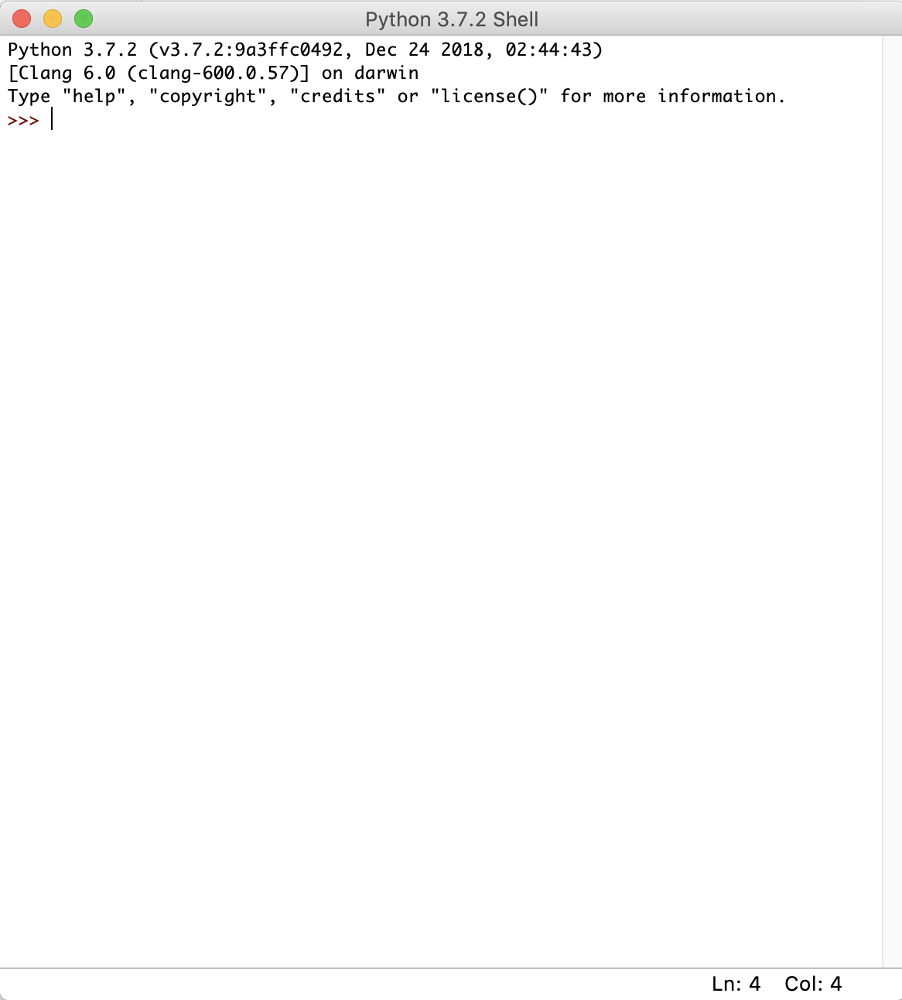 Python 3.7.2 Shell
Python 3.7.2 (v3.7.2:9a3ffc0492, Dec 24 2018, 02:44:43)
[Clang 6.0 (clang-600.0.57)] on darwin
Type "help", "copyright", "credits" or "license()" for more information.
>>>
Ln: 4 Col: 4